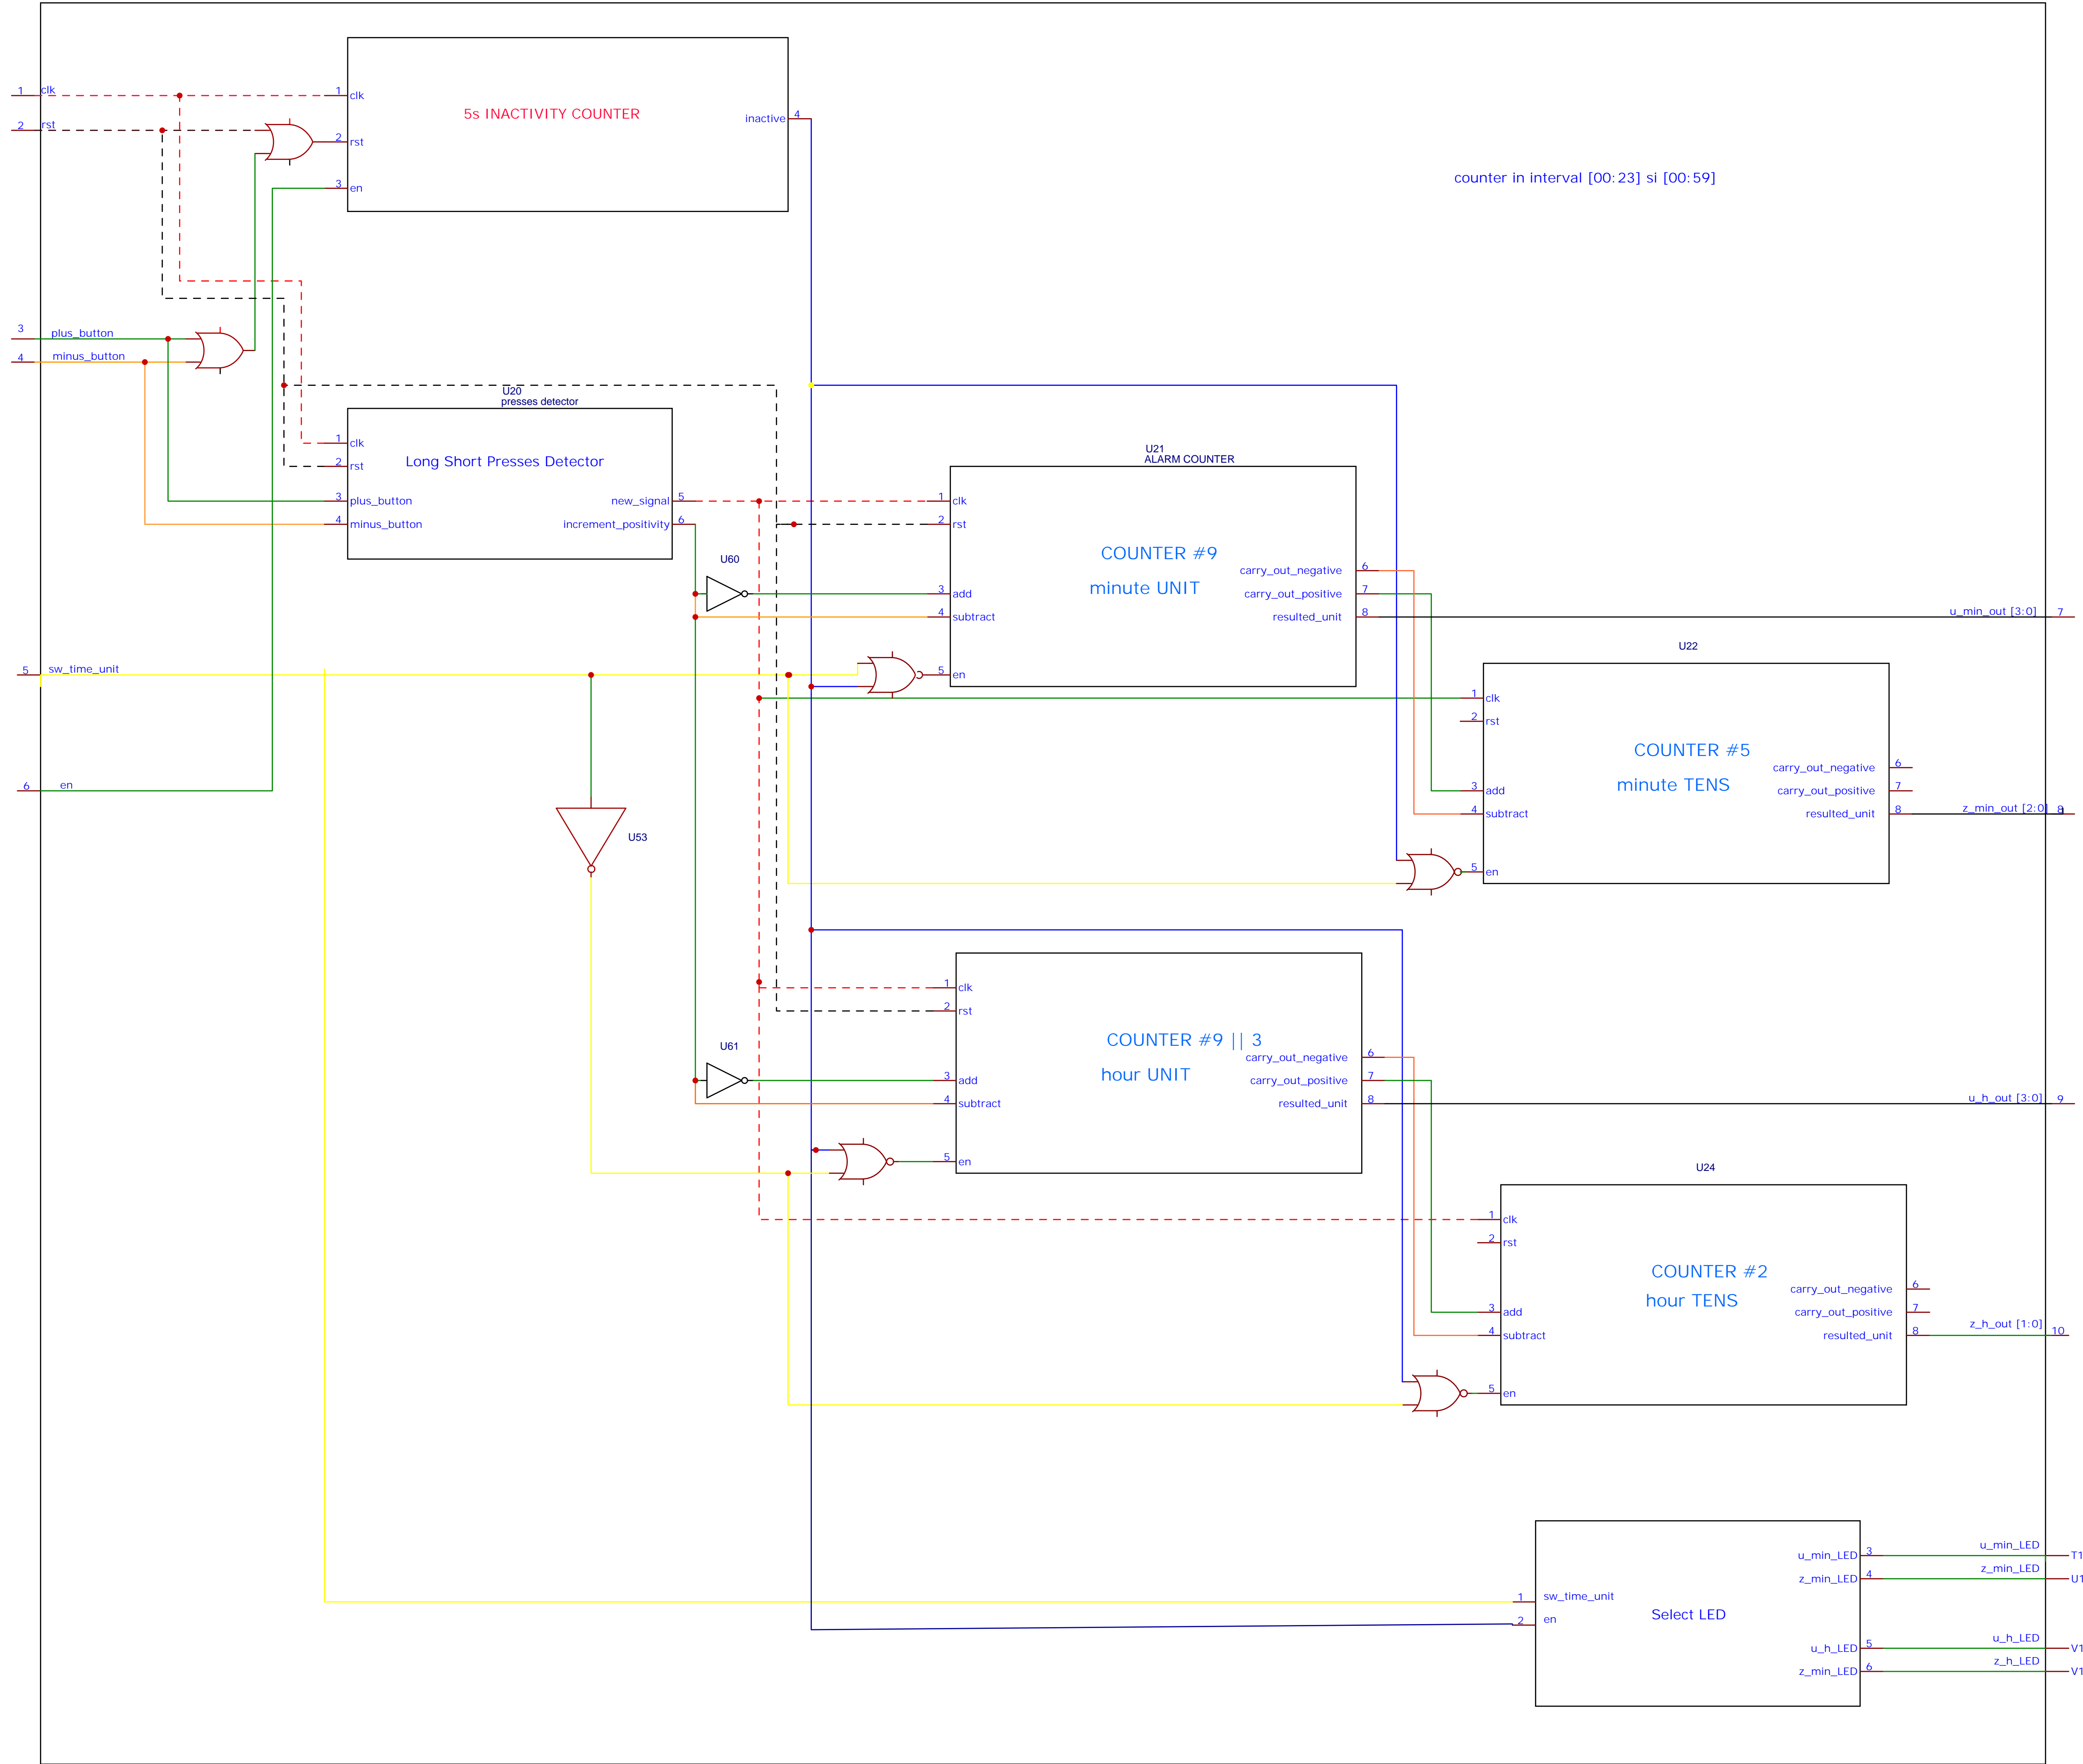 1 clk
2 rst
3 plus_button
4 minus_button
5 sw_time_unit
6 en
5s INACTIVITY COUNTER
1 clk
2 rst
3 en
inactive 4
counter in interval [00:23] si [00:59]
U20
presses detector
Long Short Presses Detector
1 clk
2 rst
3 plus_button
4 minus_button
new_signal 5
increment_positivity 6
U60
U21
ALARM COUNTER
COUNTER #9
minute UNIT
1 clk
2 rst
3 add
4 subtract
5 en
carry_out_negative 6
carry_out_positive 7
resulted_unit 8
u_min_out [3:0] 7
U22
COUNTER #5
minute TENS
1 clk
2 rst
3 add
4 subtract
5 en
carry_out_negative 6
carry_out_positive 7
resulted_unit 8
z_min_out [2:0]
U53
U61
COUNTER #9 || 3
hour UNIT
1 clk
2 rst
3 add
4 subtract
5 en
carry_out_negative 6
carry_out_positive 7
resulted_unit 8
u_h_out [3:0] 9
U24
COUNTER #2
hour TENS
1 clk
2 rst
3 add
4 subtract
5 en
carry_out_negative 6
carry_out_positive 7
resulted_unit 8
z_h_out [1:0] 10
Select LED
1 sw_time_unit
2 en
u_min_LED 3
z_min_LED 4
u_h_LED 5
z_min_LED 6
u_min_LED T1
z_min_LED U1
u_h_LED V1
z_h_LED V1